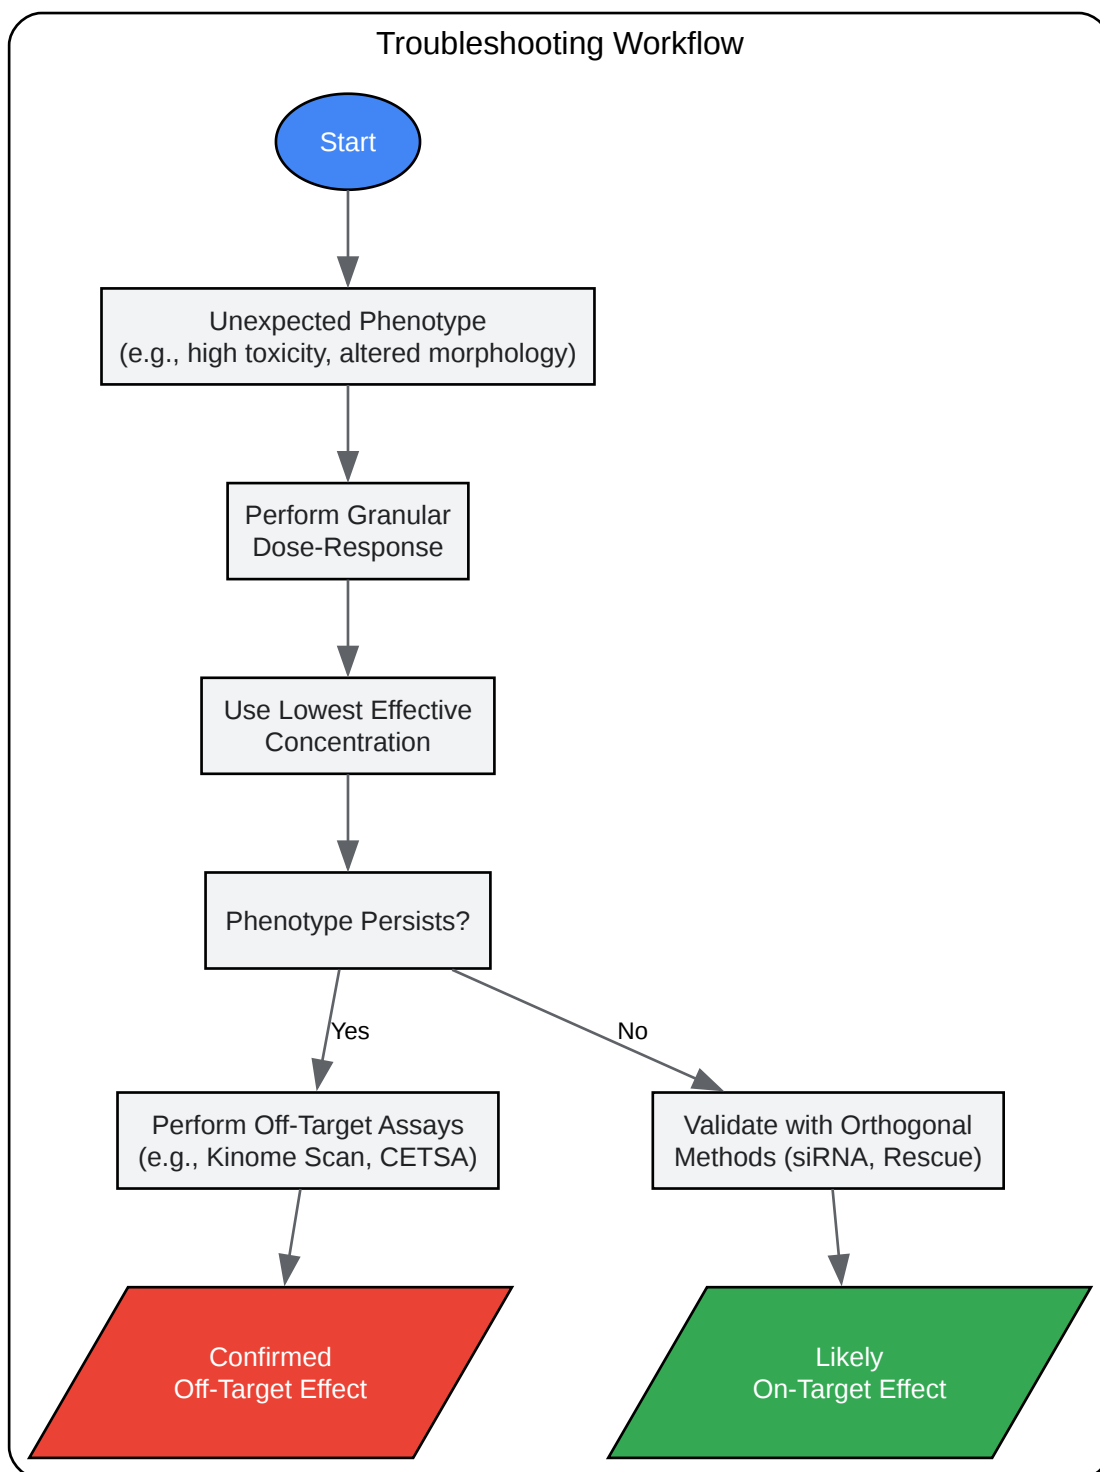 Troubleshooting Workflow
Start
Unexpected Phenotype
(e.g., high toxicity, altered morphology)
Perform Granular
Dose-Response
Use Lowest Effective
Concentration
Phenotype Persists?
Yes
No
Perform Off-Target Assays
(e.g., Kinome Scan, CETSA)
Validate with Orthogonal
Methods (siRNA, Rescue)
Confirmed
Off-Target Effect
Likely
On-Target Effect